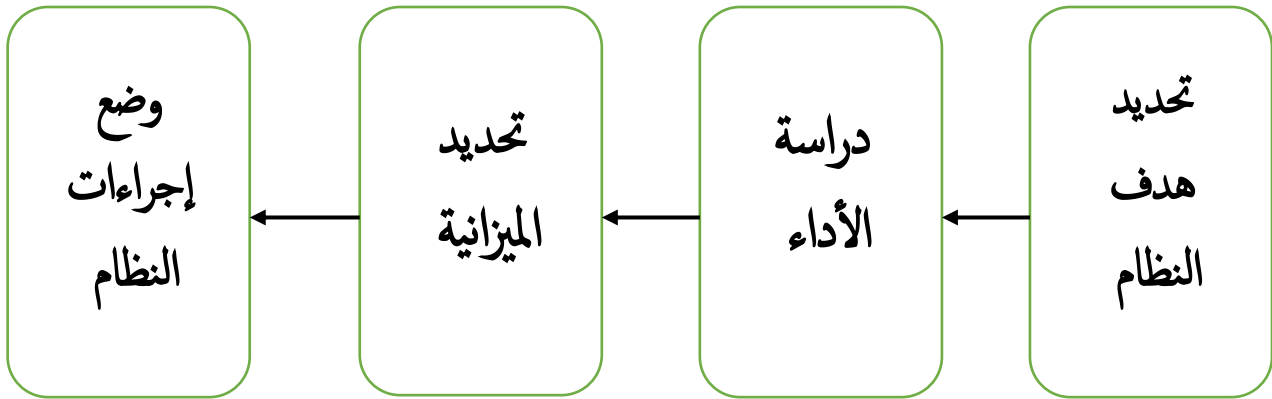 تحديد
هدف
النظام
دراسة
الأداء
تحديد
الميزانية
وضع
إجراءات
النظام